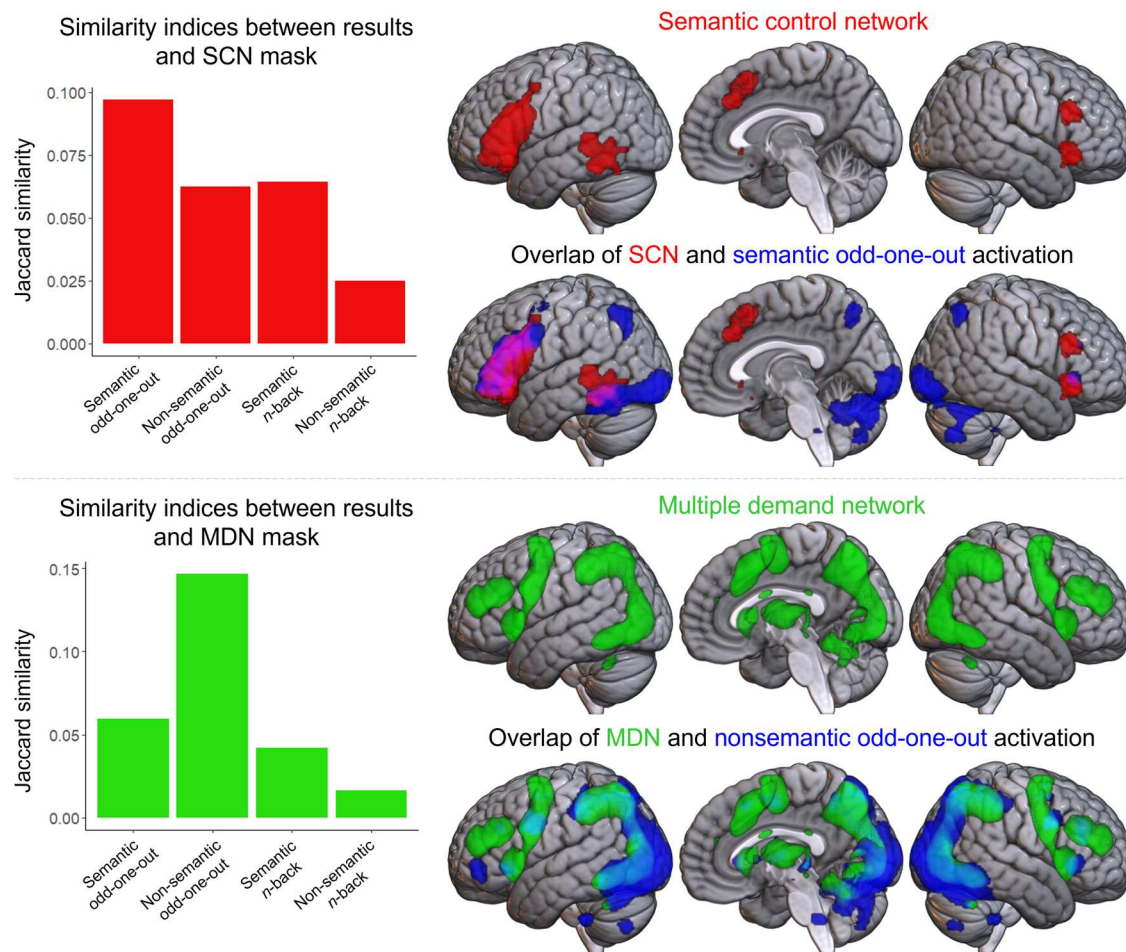 Similarity indices between results
and SCN mask
Jaccard similarity
0.100
0.075
0.050
0.025
0.000
Semantic
odd-one-out
Non-semantic
odd-one-out
Semantic
n-back
Non-semantic
n-back
Semantic control network
Overlap of SCN and semantic odd-one-out activation
Similarity indices between results
and MDN mask
Jaccard similarity
0.15
0.10
0.05
0.00
Semantic
odd-one-out
Non-semantic
odd-one-out
Semantic
n-back
Non-semantic
n-back
Multiple demand network
Overlap of MDN and nonsemantic odd-one-out activation